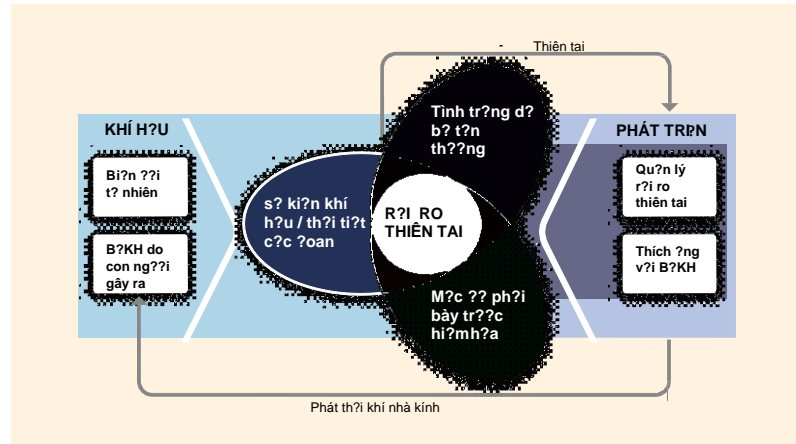 Thiên tai
KHÍ H?U
Bi?n ??i
t? nhiên
B?KH do
con ng??i
gây ra
s? ki?n khí
h?u / th?i ti?t
c?c ?oan
Tình tr?ng d?
b? t?n
th??ng
R?I RO
THIÊN TAI
M?c ?? ph?i
bày tr??c
hi?mh?a
PHÁT TRI?N
Qu?n lý
r?i ro
thiên tai
Thích ?ng
v?i B?KH
Phát th?i khí nhà kính